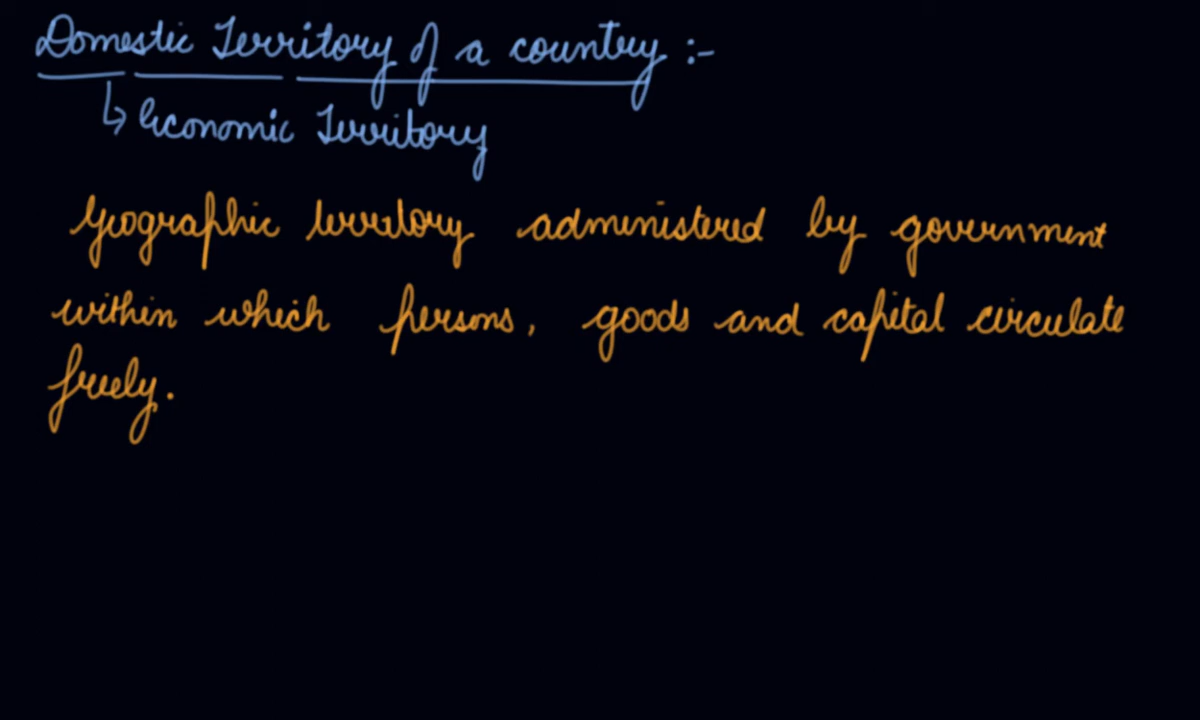 Domestic Territory of a country :-
↳ Economic Territory
Geographic territory administered by government
within which persons, goods and capital circulate
freely.